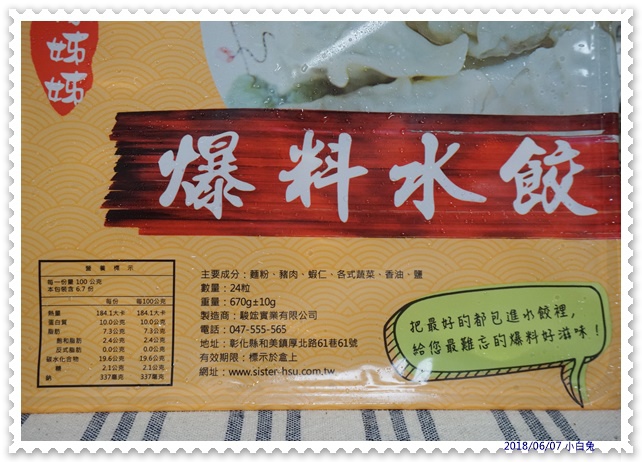 姊
姊
爆料水餃
營養標示
每一份量 100 公克
本包裝含 6.7 份
每份 每100公克
熱量 184.1大卡 184.1大卡
蛋白質 10.0公克 10.0公克
脂肪 7.3公克 7.3公克
飽和脂肪 2.4公克 2.4公克
反式脂肪 0.0公克 0.0公克
碳水化合物 19.6公克 19.6公克
糖 2.1公克 2.1公克
鈉 337毫克 337毫克
主要成分：麵粉、豬肉、蝦仁、各式蔬菜、香油、鹽
數量：24粒
重量：670g±10g
製造商：駿竤實業有限公司
電話：047-555-565
地址：彰化縣和美鎮厚北路61巷61號
有效期限：標示於盒上
網址：www.sister-hsu.com.tw
把最好的都包進水餃裡，
給您最難忘的爆料好滋味！
2018/06/07 小白兔